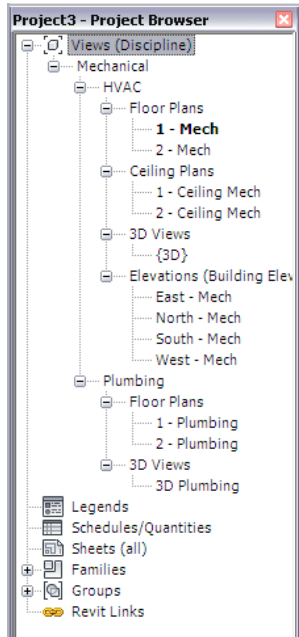 Project3 - Project Browser
Views (Discipline)
Mechanical
HVAC
Floor Plans
1 - Mech
2 - Mech
Ceiling Plans
1 - Ceiling Mech
2 - Ceiling Mech
3D Views
{3D}
Elevations (Building Elev
East - Mech
North - Mech
South - Mech
West - Mech
Plumbing
Floor Plans
1 - Plumbing
2 - Plumbing
3D Views
3D Plumbing
Legends
Schedules/Quantities
Sheets (all)
Families
Groups
Revit Links